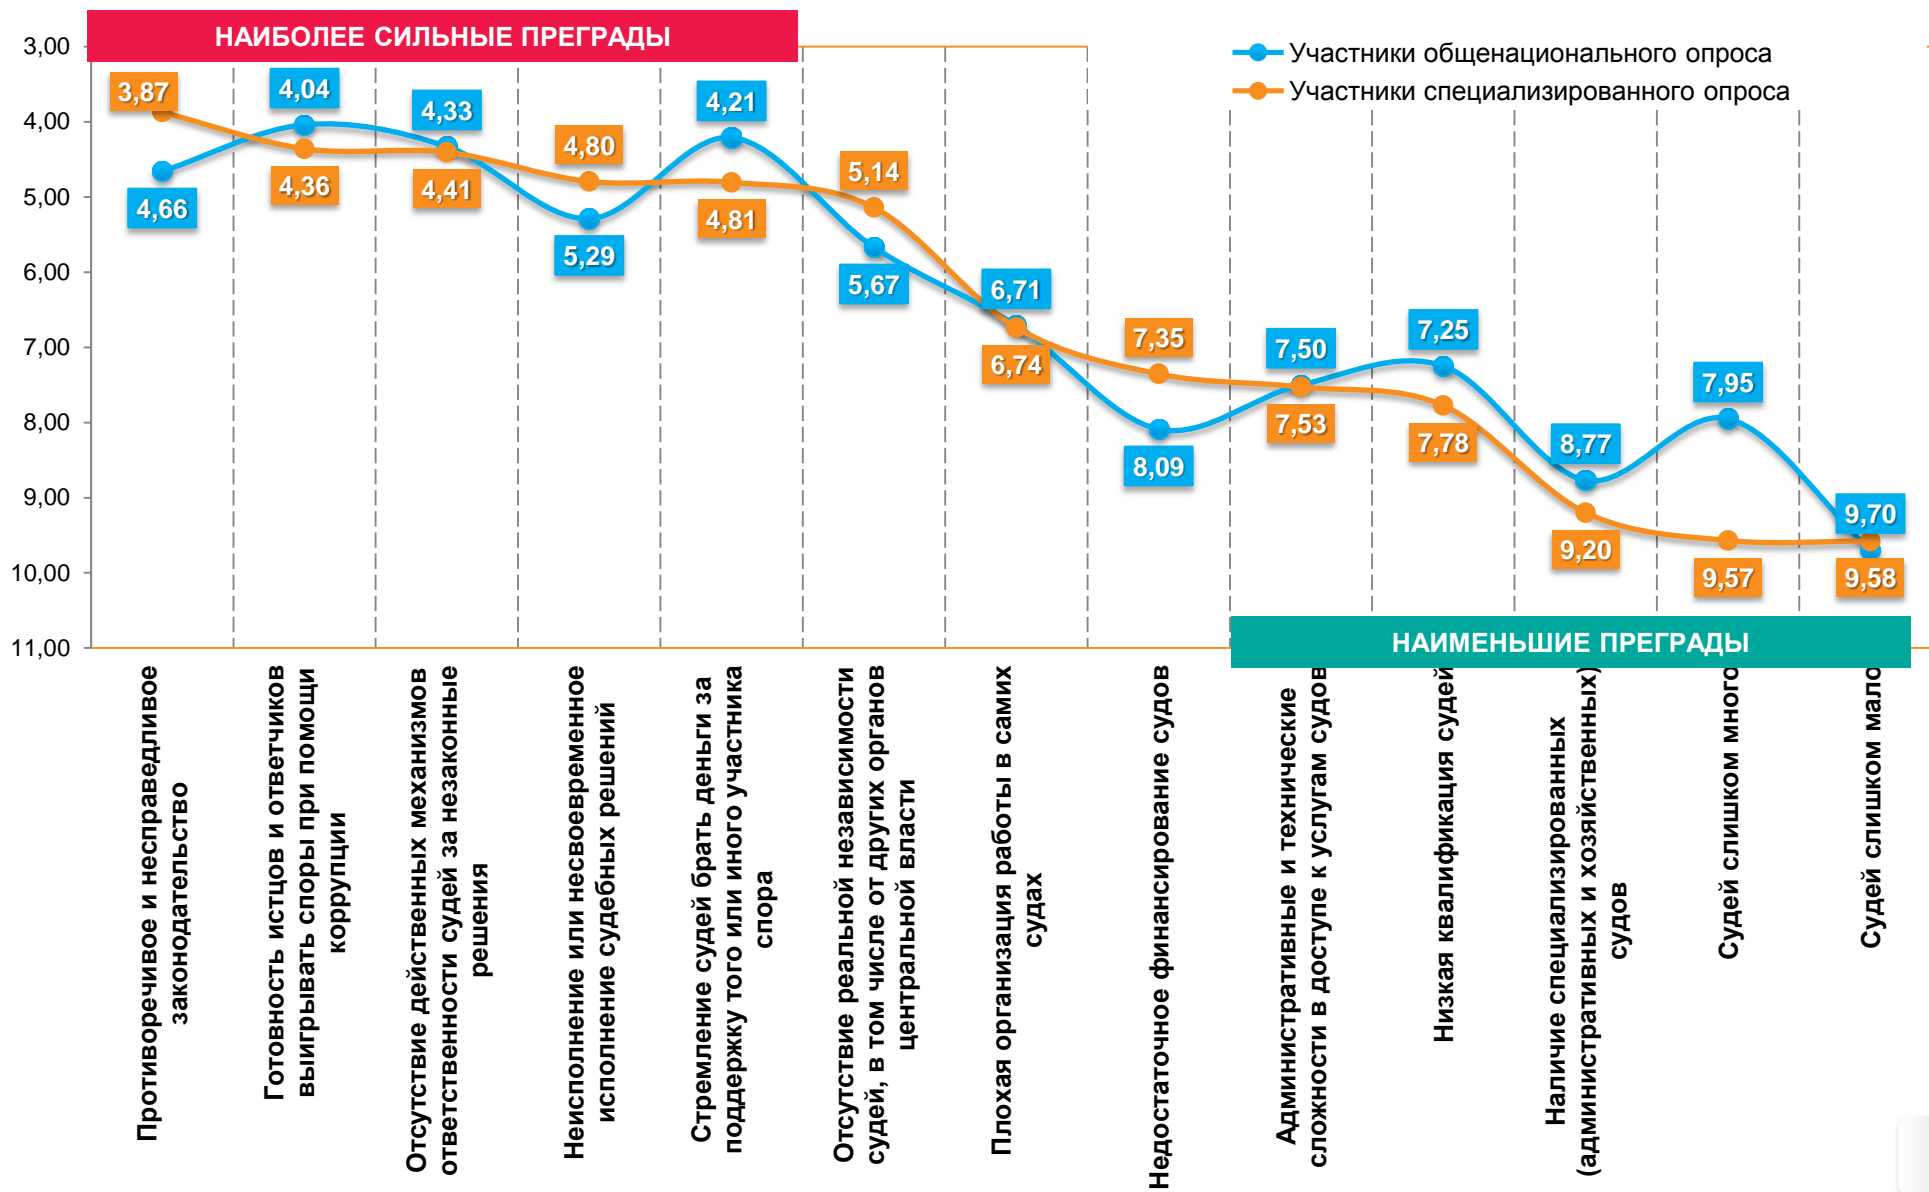 НАИБОЛЕЕ СИЛЬНЫЕ ПРЕГРАДЫ
Участники общенационального опроса
Участники специализированного опроса
3,00
4,00
5,00
6,00
7,00
8,00
9,00
10,00
11,00
3,87
4,66
4,04
4,36
4,33
4,41
4,80
5,29
4,21
4,81
5,14
5,67
6,71
6,74
7,35
8,09
7,50
7,53
7,25
7,78
8,77
9,20
7,95
9,57
9,70
9,58
НАИМЕНЬШИЕ ПРЕГРАДЫ
Противоречивое и несправедливое
законодательство
Готовность истцов и ответчиков
выигрывать споры при помощи
коррупции
Отсутствие действенных механизмов
ответственности судей за незаконные
решения
Неисполнение или несвоевременное
исполнение судебных решений
Стремление судей брать деньги за
поддержку того или иного участника
спора
Отсутствие реальной независимости
судей, в том числе от других органов
центральной власти
Плохая организация работы в самих
судах
Недостаточное финансирование судов
Административные и технические
сложности в доступе к услугам судов
Низкая квалификация судей
Наличие специализированных
(административных и хозяйственных)
судов
Судей слишком много
Судей слишком мало